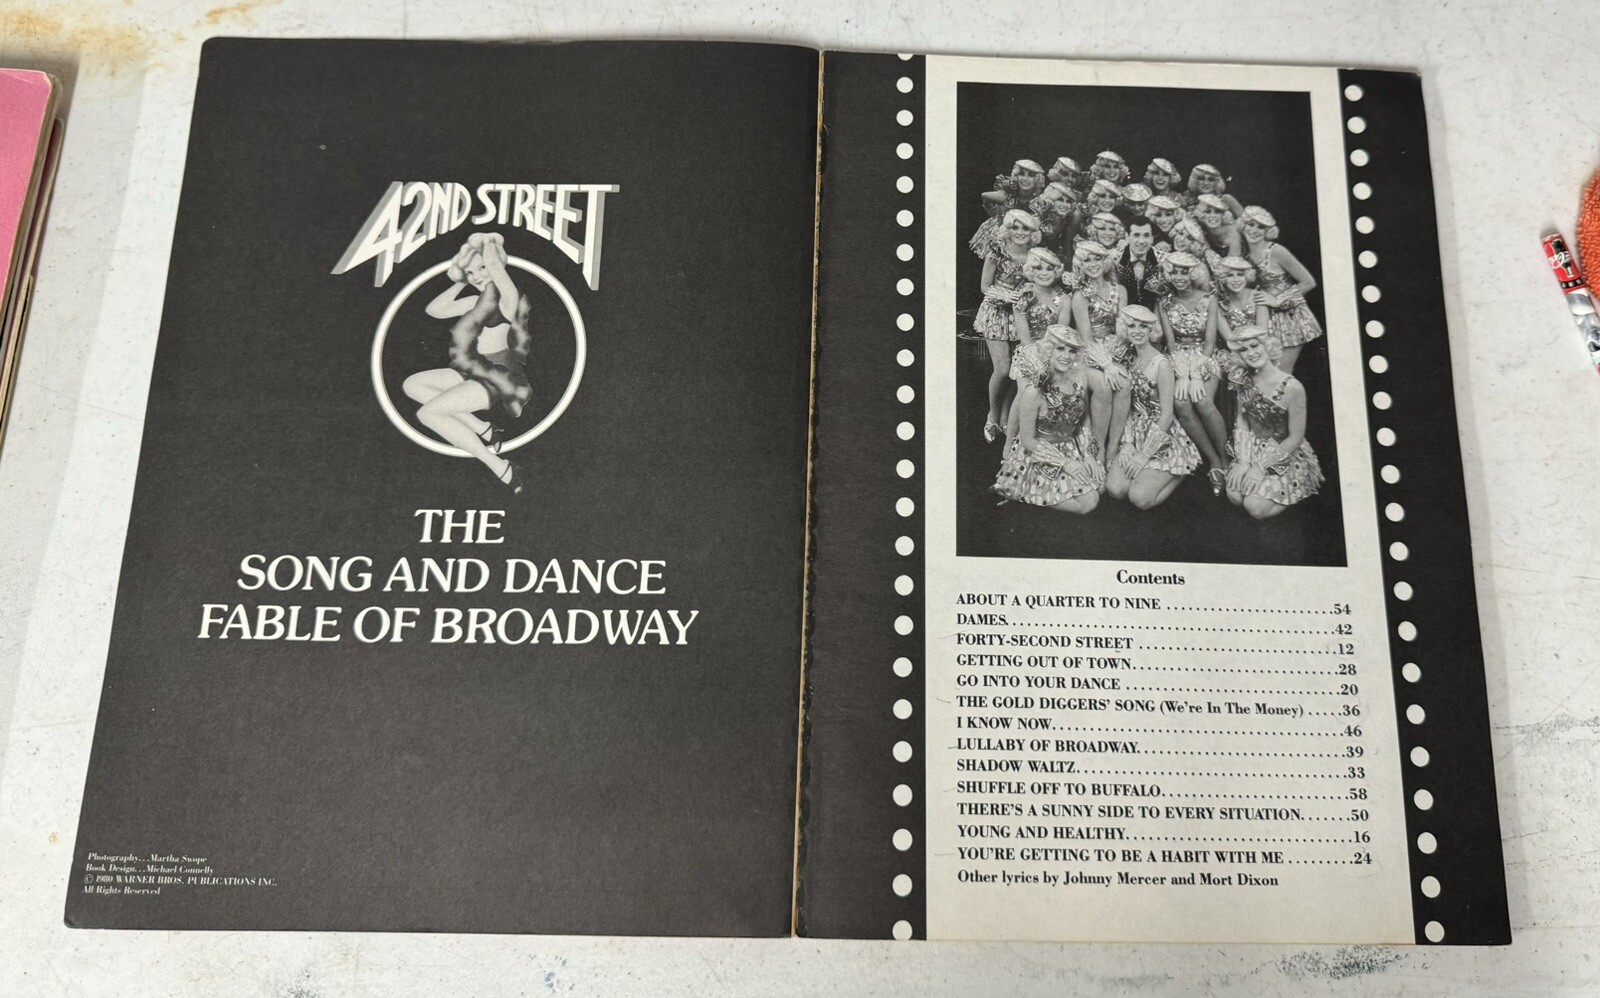 42ND STREET
THE
SONG AND DANCE
FABLE OF BROADWAY
Photography...Martha Swope
Book Design...Michael Connelly
© 1980 WARNER BROS. PUBLICATIONS INC.
All Rights Reserved
Contents
ABOUT A QUARTER TO NINE .......................54
DAMES.............................................42
FORTY-SECOND STREET ...........................12
GETTING OUT OF TOWN............................28
GO INTO YOUR DANCE .............................20
THE GOLD DIGGERS' SONG (We're In The Money) .....36
I KNOW NOW.......................................46
LULLABY OF BROADWAY............................39
SHADOW WALTZ....................................33
SHUFFLE OFF TO BUFFALO.........................58
THERE'S A SUNNY SIDE TO EVERY SITUATION.......50
YOUNG AND HEALTHY..............................16
YOU'RE GETTING TO BE A HABIT WITH ME .........24
Other lyrics by Johnny Mercer and Mort Dixon